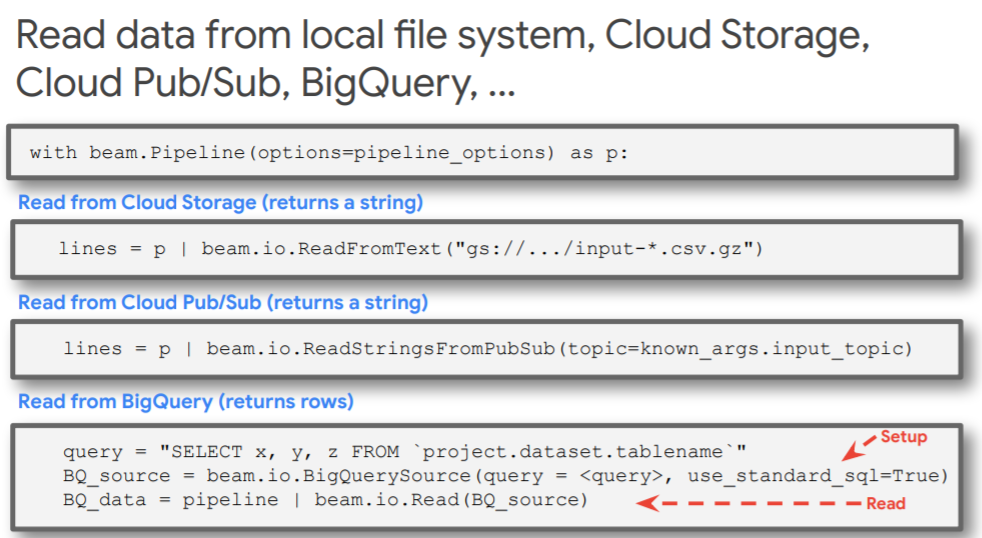 Read data from local file system, Cloud Storage,
Cloud Pub/Sub, BigQuery, ...
with beam.Pipeline(options=pipeline_options) as p:
Read from Cloud Storage (returns a string)
lines = p | beam.io.ReadFromText("gs://.../input-*.csv.gz")
Read from Cloud Pub/Sub (returns a string)
lines = p | beam.io.ReadStringsFromPubSub(topic=known_args.input_topic)
Read from BigQuery (returns rows)
Setup
query = "SELECT x, y, z FROM `project.dataset.tablename`"
BQ_source = beam.io.BigQuerySource(query = <query>, use_standard_sql=True)
BQ_data = pipeline | beam.io.Read(BQ_source)
Read